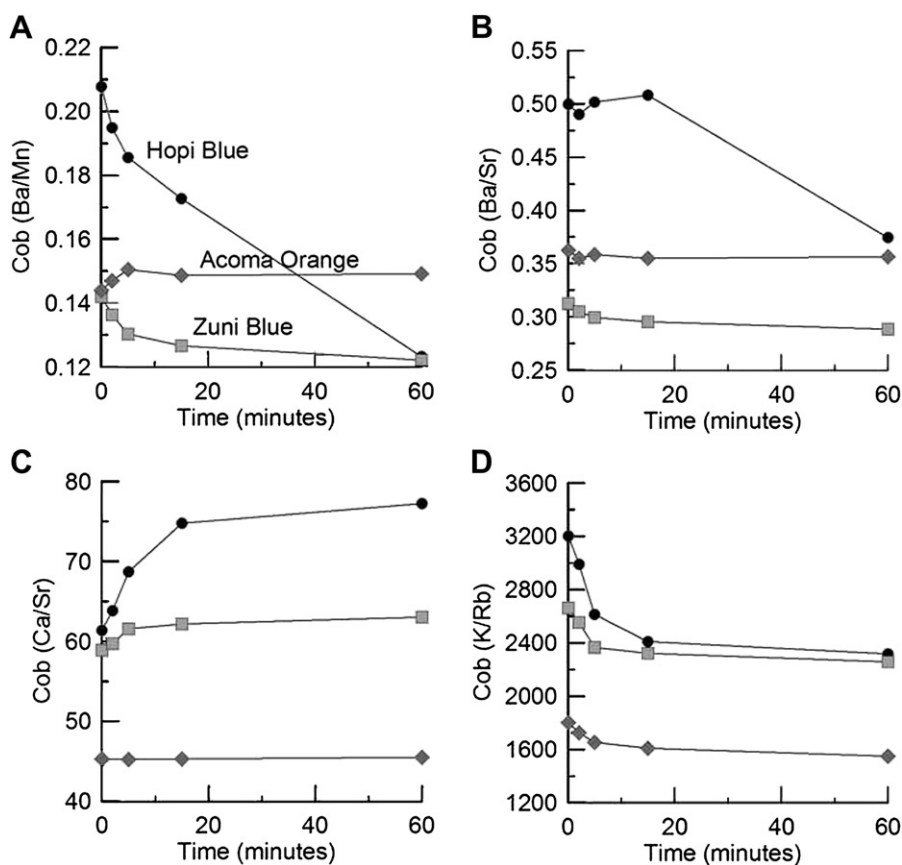 A
0.22
0.20
0.18
0.16
0.14
0.12
Cob (Ba/Mn)
Hopi Blue
Acoma Orange
Zuni Blue
0
20
40
60
Time (minutes)
B
0.55
0.50
0.45
0.40
0.35
0.30
0.25
Cob (Ba/Sr)
0
20
40
60
Time (minutes)
C
80
70
60
50
40
Cob (Ca/Sr)
0
20
40
60
Time (minutes)
D
3600
3200
2800
2400
2000
1600
1200
Cob (K/Rb)
0
20
40
60
Time (minutes)